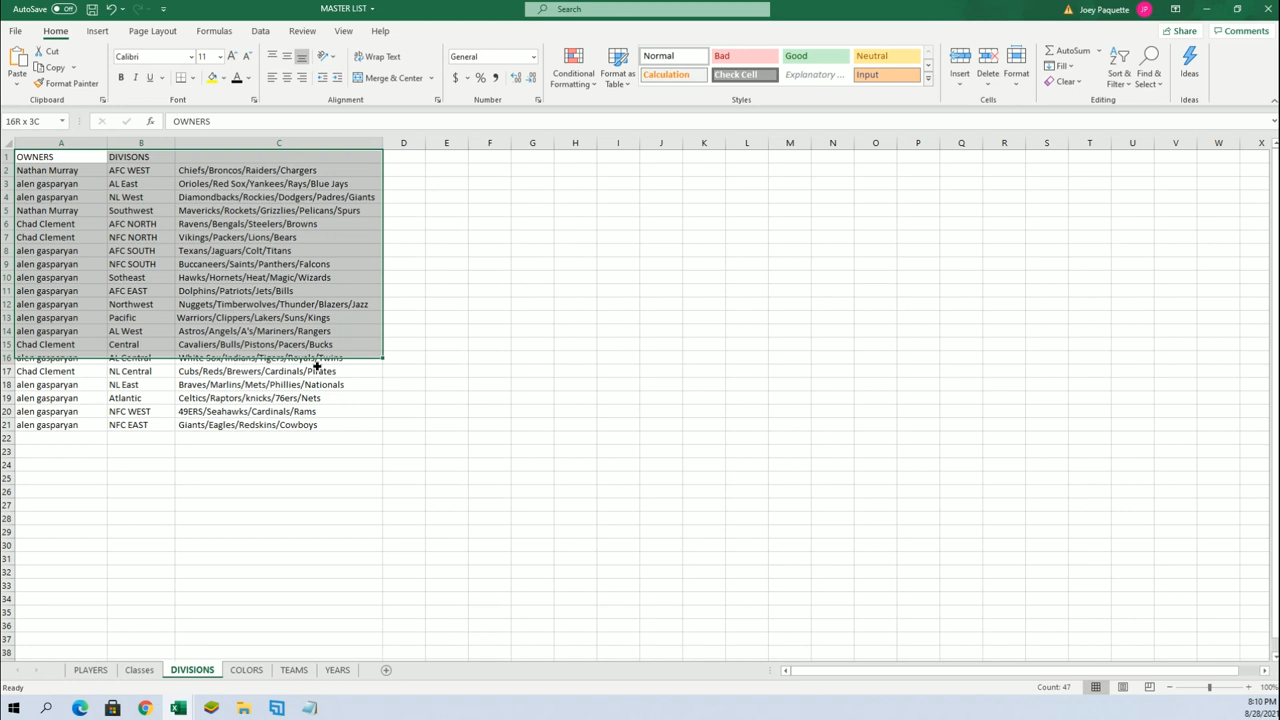 AutoSave Off MASTER LIST Search Joey Paquette JP
File Home Insert Page Layout Formulas Data Review View Help Share Comments
Cut Calibri 11 Wrap Text General Normal Bad Good Neutral AutoSum
Paste Copy Format Painter Merge & Center Conditional Formatting Format as Table Calculation Check Cell Explanatory ... Input Insert Delete Format Fill Clear Sort & Filter Find & Select Ideas
Clipboard Font Alignment Number Styles Cells Editing Ideas
16R x 3C OWNERS
A B C D E F G H I J K L M N O P Q R S T U V W X
1 OWNERS DIVISONS
2 Nathan Murray AFC WEST Chiefs/Broncos/Raiders/Chargers
3 alen gasparyan AL East Orioles/Red Sox/Yankees/Rays/Blue Jays
4 alen gasparyan NL West Diamondbacks/Rockies/Dodgers/Padres/Giants
5 Nathan Murray Southwest Mavericks/Rockets/Grizzlies/Pelicans/Spurs
6 Chad Clement AFC NORTH Ravens/Bengals/Steelers/Browns
7 Chad Clement NFC NORTH Vikings/Packers/Lions/Bears
8 alen gasparyan AFC SOUTH Texans/Jaguars/Colt/Titans
9 alen gasparyan NFC SOUTH Buccaneers/Saints/Panthers/Falcons
10 alen gasparyan Sotheast Hawks/Hornets/Heat/Magic/Wizards
11 alen gasparyan AFC EAST Dolphins/Patriots/Jets/Bills
12 alen gasparyan Northwest Nuggets/Timberwolves/Thunder/Blazers/Jazz
13 alen gasparyan Pacific Warriors/Clippers/Lakers/Suns/Kings
14 alen gasparyan AL West Astros/Angels/A's/Mariners/Rangers
15 Chad Clement Central Cavaliers/Bulls/Pistons/Pacers/Bucks
16 alen gasparyan AL Central White Sox/Indians/Tigers/Royals/Twins
17 Chad Clement NL Central Cubs/Reds/Brewers/Cardinals/Pirates
18 alen gasparyan NL East Braves/Marlins/Mets/Phillies/Nationals
19 alen gasparyan Atlantic Celtics/Raptors/knicks/76ers/Nets
20 alen gasparyan NFC WEST 49ERS/Seahawks/Cardinals/Rams
21 alen gasparyan NFC EAST Giants/Eagles/Redskins/Cowboys
22
23
24
25
26
27
28
29
30
31
32
33
34
35
36
37
38
PLAYERS Classes DIVISIONS COLORS TEAMS YEARS
Ready Count: 47 100%
8:10 PM
8/28/202